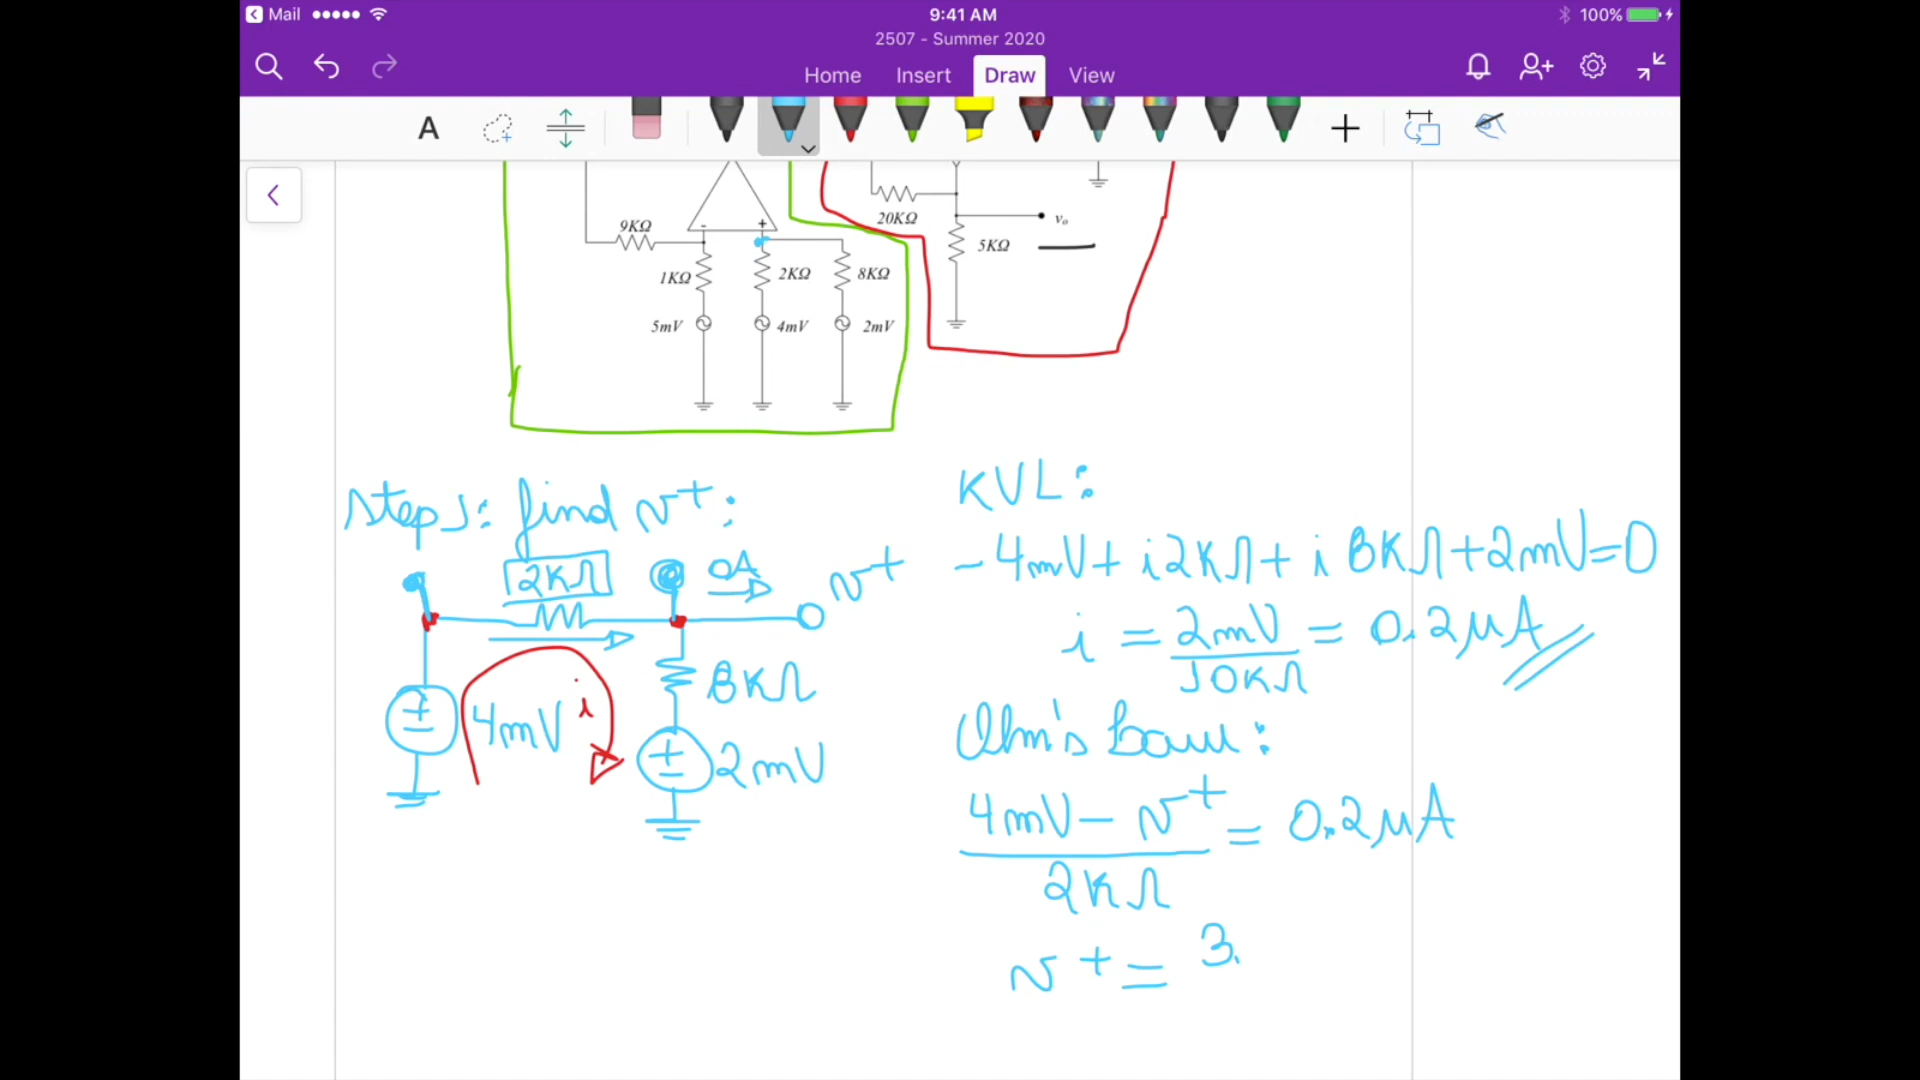 Mail 9:41 AM 100%
2507 - Summer 2020
Home Insert Draw View
A
20KΩ
vₒ
9KΩ - +
5KΩ
1KΩ 2KΩ 8KΩ
5mV 4mV 2mV
Step 1: find v⁺:
2KΩ 0A v⁺
8KΩ
4mV i
2mV
KVL:
-4mV + i2KΩ + i 8KΩ + 2mV = 0
i = 2mV/10KΩ = 0.2μA
Ohm's Law:
4mV - v⁺ / 2KΩ = 0.2μA
v⁺ = 3.